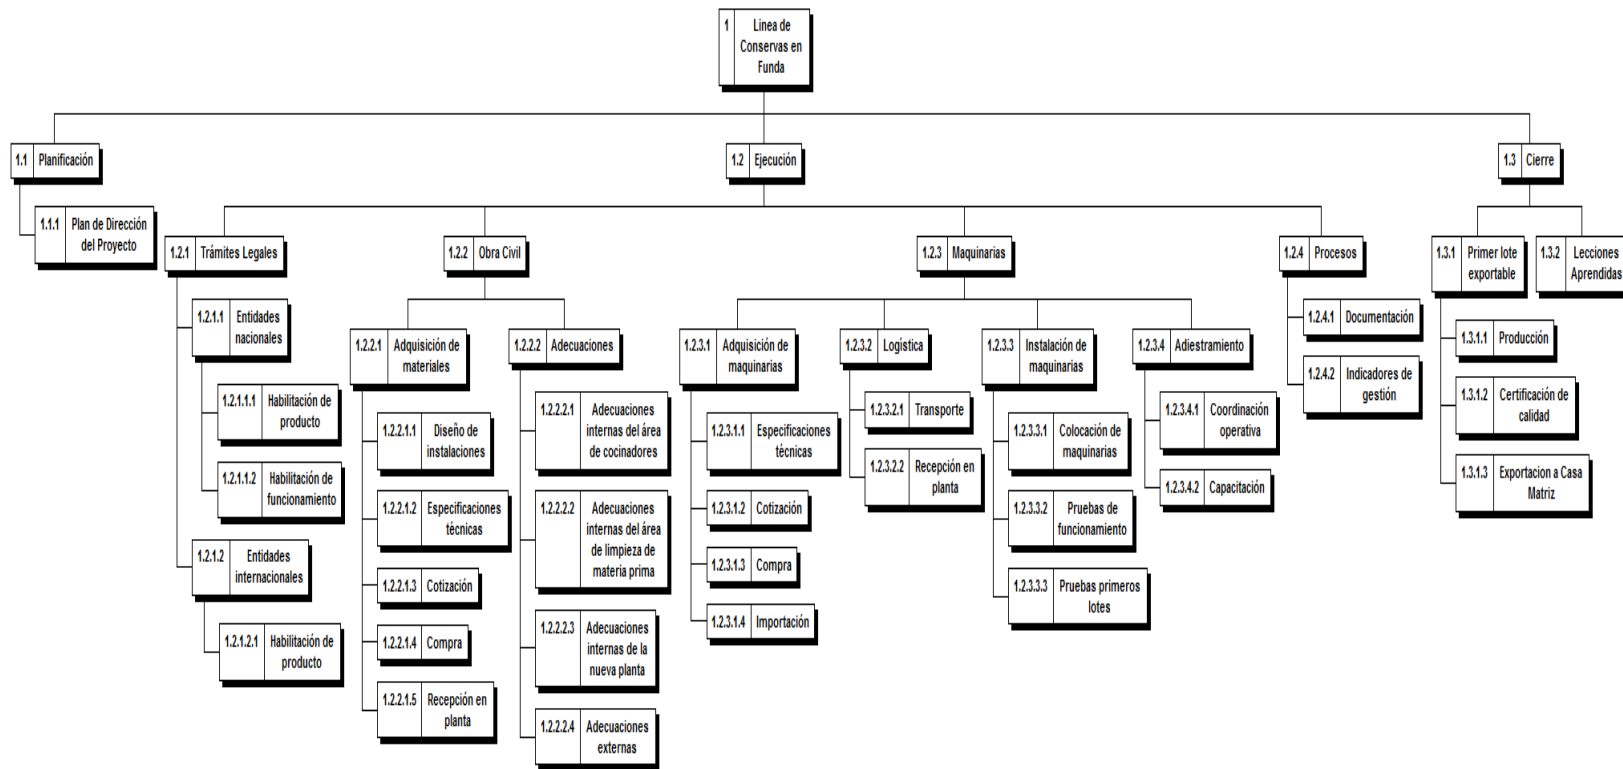 1 Linea de
Conservas en
Funda
1.1 Planificación
1.1.1 Plan de Dirección
del Proyecto
1.2 Ejecución
1.2.1 Trámites Legales
1.2.1.1 Entidades
nacionales
1.2.1.1.1 Habilitación de
producto
1.2.1.1.2 Habilitación de
funcionamiento
1.2.1.2 Entidades
internacionales
1.2.1.2.1 Habilitación de
producto
1.2.2 Obra Civil
1.2.2.1 Adquisición de
materiales
1.2.2.1.1 Diseño de
instalaciones
1.2.2.1.2 Especificaciones
técnicas
1.2.2.1.3 Cotización
1.2.2.1.4 Compra
1.2.2.1.5 Recepción en
planta
1.2.2.2 Adecuaciones
1.2.2.2.1 Adecuaciones
internas del área
de cocinadores
1.2.2.2.2 Adecuaciones
internas del área
de limpieza de
materia prima
1.2.2.2.3 Adecuaciones
internas de la
nueva planta
1.2.2.2.4 Adecuaciones
externas
1.2.3 Maquinarias
1.2.3.1 Adquisición de
maquinarias
1.2.3.1.1 Especificaciones
técnicas
1.2.3.1.2 Cotización
1.2.3.1.3 Compra
1.2.3.1.4 Importación
1.2.3.2 Logística
1.2.3.2.1 Transporte
1.2.3.2.2 Recepción en
planta
1.2.3.3 Instalación de
maquinarias
1.2.3.3.1 Colocación de
maquinarias
1.2.3.3.2 Pruebas de
funcionamiento
1.2.3.3.3 Pruebas primeros
lotes
1.2.3.4 Adiestramiento
1.2.3.4.1 Coordinación
operativa
1.2.3.4.2 Capacitación
1.2.4 Procesos
1.2.4.1 Documentación
1.2.4.2 Indicadores de
gestión
1.3 Cierre
1.3.1 Primer lote
exportable
1.3.1.1 Producción
1.3.1.2 Certificación de
calidad
1.3.1.3 Exportacion a Casa
Matriz
1.3.2 Lecciones
Aprendidas